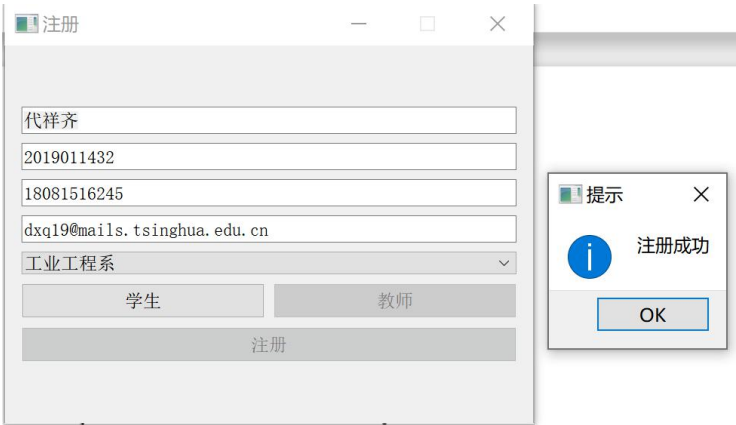 注册
代祥齐
2019011432
18081516245
dxq19@mails.tsinghua.edu.cn
工业工程系
学生 教师
注册
提示
注册成功
OK